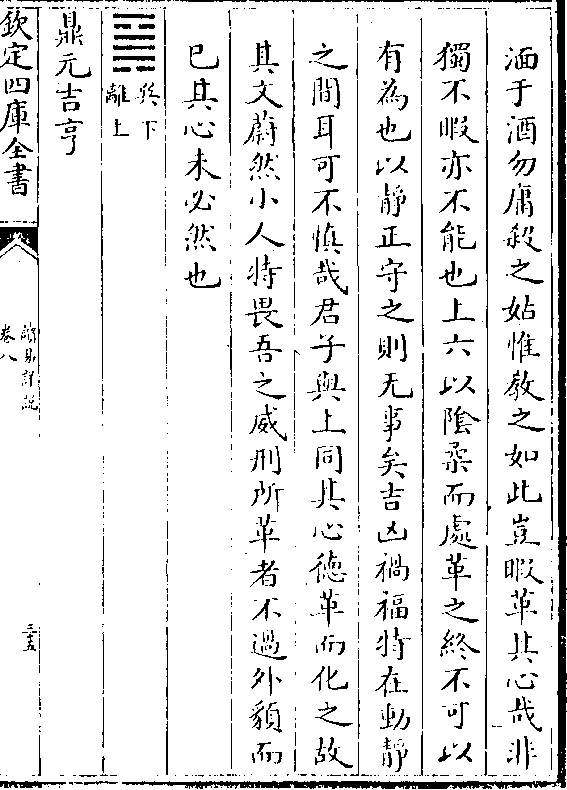 湎于酒勿庸殺之姑惟教之如此豈暇革其心哉非
獨不暇亦不能也上六以陰柔而處革之終不可以
有為也以靜正守之則无事矣吉凶禍福特在動靜
之間耳可不慎哉君子與上同其心德革而化之故
其文蔚然小人特畏吾之威刑所革者不過外貌而
已其心未必然也
巽下
離上
鼎元吉亨
欽定四庫全書
讀易詳說
卷八
三五